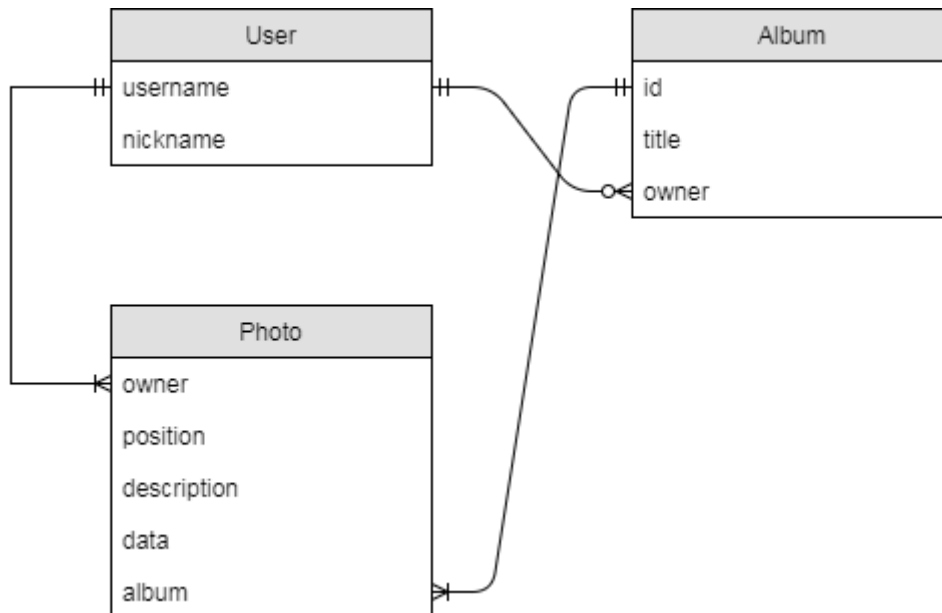 User
username
nickname
Album
id
title
owner
Photo
owner
position
description
data
album